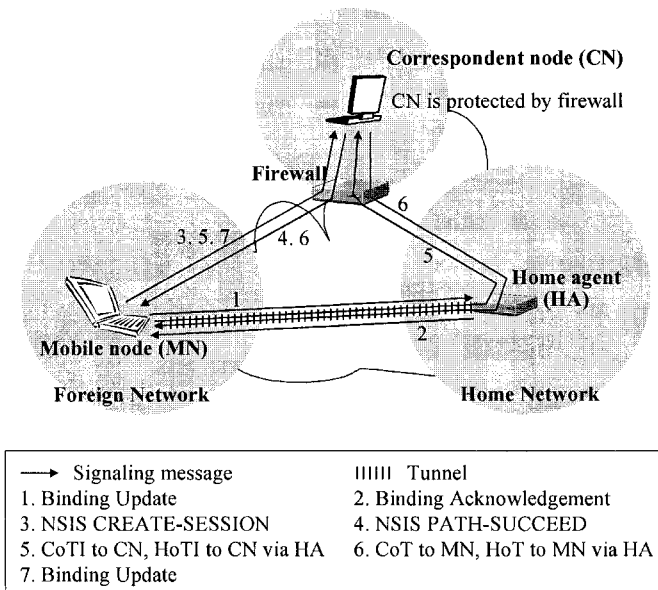 Correspondent node (CN)
CN is protected by firewall
Firewall
6
3. 5. 7
4. 6
5
Home agent
(HA)
1
2
Mobile node (MN)
Foreign Network
Home Network
Signaling message
Tunnel
1. Binding Update
2. Binding Acknowledgement
3. NSIS CREATE-SESSION
4. NSIS PATH-SUCCEED
5. CoTI to CN, HoTI to CN via HA
6. CoT to MN, HoT to MN via HA
7. Binding Update